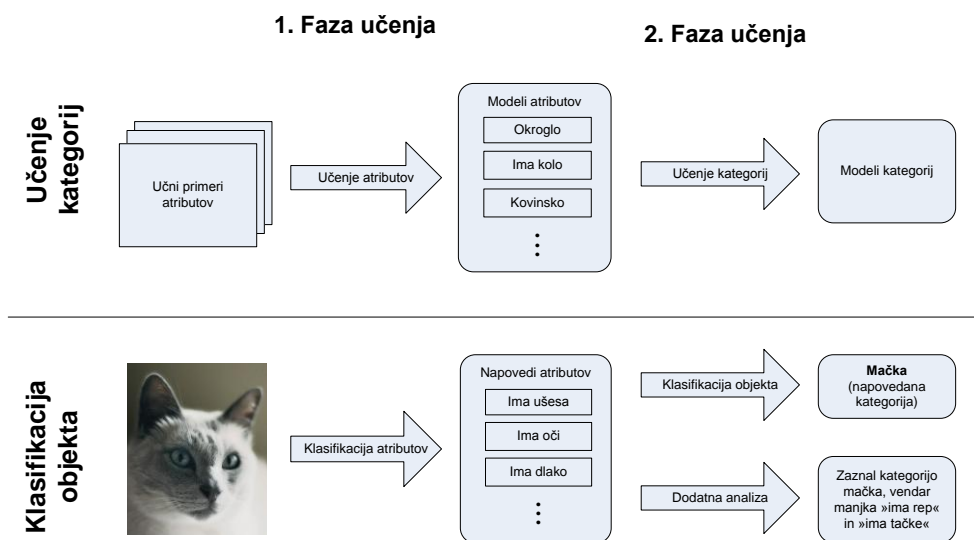 1. Faza učenja
2. Faza učenja
Učenje
kategorij
Učni primeri
atributov
Učenje atributov
Modeli atributov
Okroglo
Ima kolo
Kovinsko
Učenje kategorij
Modeli kategorij
Klasifikacija
objekta
Klasifikacija atributov
Napovedi atributov
Ima ušesa
Ima oči
Ima dlako
Klasifikacija objekta
Mačka
(napovedana
kategorija)
Dodatna analiza
Zaznal kategorijo
mačka, vendar
manjka »ima rep«
in »ima tačke«